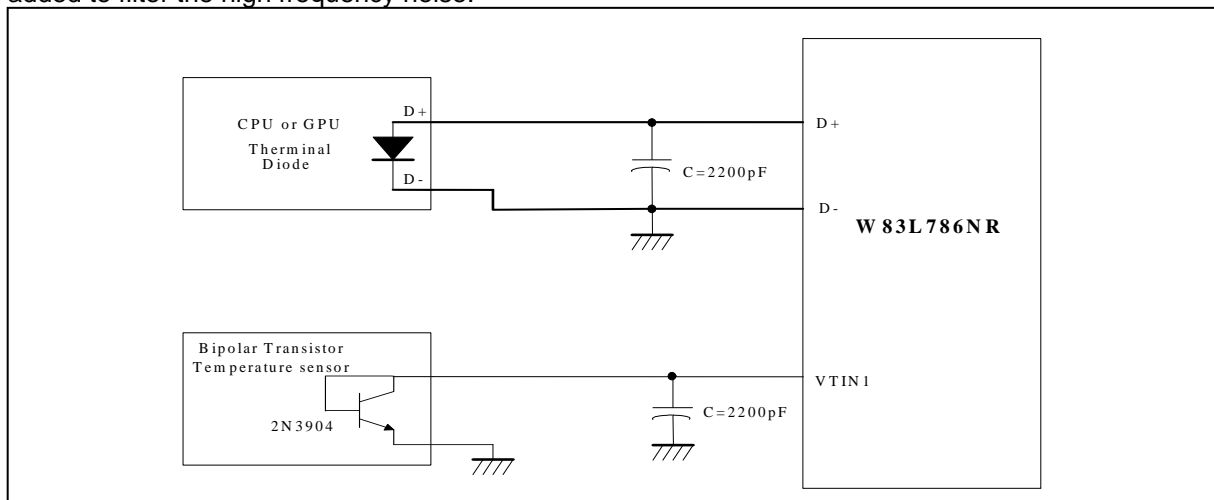 added to filter the high frequency noise.
CPU or GPU
Therminal
Diode
D+
D-
C=2200pF
D+
D-
W83L786NR
Bipolar Transistor
Temperature sensor
2N3904
C=2200pF
VTIN1